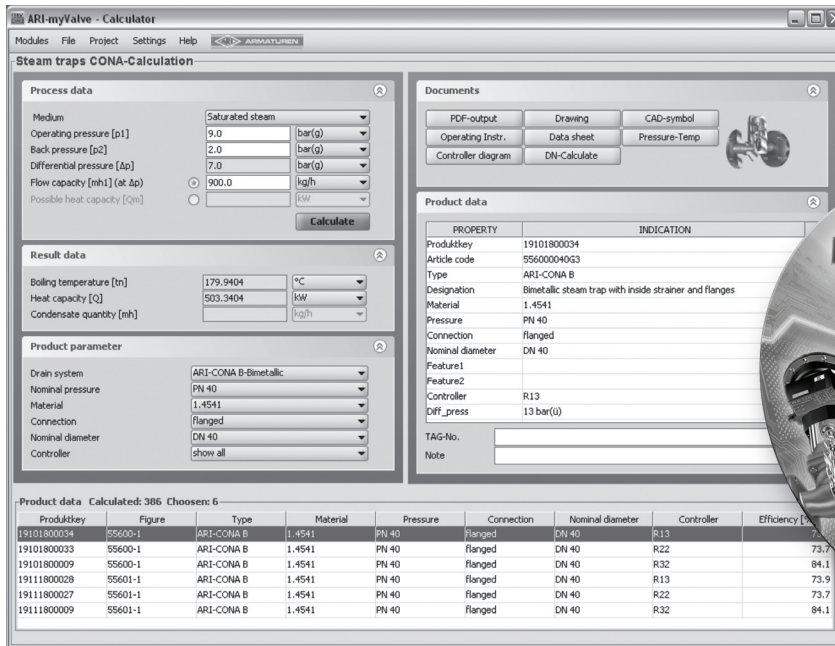 ARI-myValve - Calculator
Modules File Project Settings Help ARI ARMATUREN
Steam traps CONA-Calculation
Process data
Medium Saturated steam
Operating pressure [p1] 9.0 bar(g)
Back pressure [p2] 2.0 bar(g)
Differential pressure [Δp] 7.0 bar(g)
Flow capacity [mh1] (at Δp) 900.0 kg/h
Possible heat capacity [Qm] kW
Calculate
Result data
Boiling temperature [tn] 179.9404 °C
Heat capacity [Q] 503.3404 kW
Condensate quantity [mh] kg/h
Product parameter
Drain system ARI-CONA B-Bimetallic
Nominal pressure PN 40
Material 1.4541
Connection flanged
Nominal diameter DN 40
Controller show all
Documents
PDF-output Drawing CAD-symbol
Operating Instr. Data sheet Pressure-Temp
Controller diagram DN-Calculate
Product data
PROPERTY INDICATION
Produktkey 19101800034
Article code 556000040G3
Type ARI-CONA B
Designation Bimetallic steam trap with inside strainer and flanges
Material 1.4541
Pressure PN 40
Connection flanged
Nominal diameter DN 40
Feature1
Feature2
Controller R13
Diff_press 13 bar(ü)
TAG-No.
Note
Product data Calculated: 386 Choosen: 6
Produktkey Figure Type Material Pressure Connection Nominal diameter Controller Efficiency
19101800034 55600-1 ARI-CONA B 1.4541 PN 40 flanged DN 40 R13
19101800033 55600-1 ARI-CONA B 1.4541 PN 40 flanged DN 40 R22 73.7
19101800009 55600-1 ARI-CONA B 1.4541 PN 40 flanged DN 40 R32 84.1
19111800028 55601-1 ARI-CONA B 1.4541 PN 40 flanged DN 40 R13 73.9
19111800027 55601-1 ARI-CONA B 1.4541 PN 40 flanged DN 40 R22 73.7
19111800009 55601-1 ARI-CONA B 1.4541 PN 40 flanged DN 40 R32 84.1